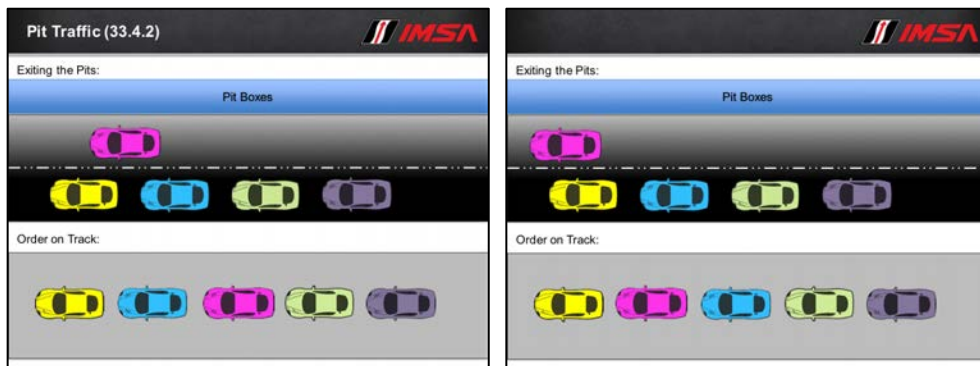 Pit Traffic (33.4.2)
IMSA
Exiting the Pits:
Pit Boxes
Order on Track:
IMSA
Exiting the Pits:
Pit Boxes
Order on Track: